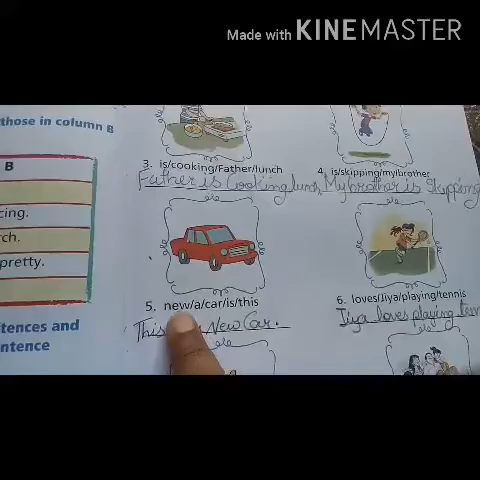 Made with KINEMASTER
those in column B
B
cing.
ch.
pretty.
tences and
ntence
3. is/cooking/Father/lunch
Father is Cooking lunch
4. is/skipping/my/brother
My brother is Skipping
5. new/a/car/is/this
This New Car.
6. loves/Jiya/playing/tennis
Jiya loves playing ten